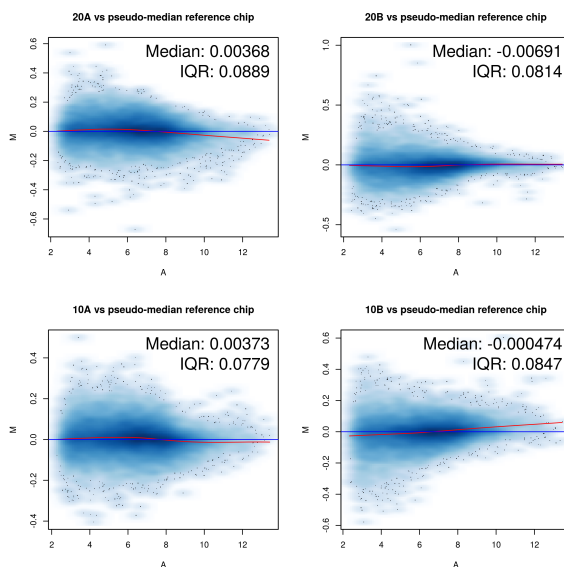 20A vs pseudo-median reference chip
Median: 0.00368
IQR: 0.0889
M
0.6
0.4
0.2
0.0
-0.2
-0.4
-0.6
2 4 6 8 10 12
A
20B vs pseudo-median reference chip
Median: -0.00691
IQR: 0.0814
M
1.0
0.5
0.0
-0.5
2 4 6 8 10 12
A
10A vs pseudo-median reference chip
Median: 0.00373
IQR: 0.0779
M
0.4
0.2
0.0
-0.2
-0.4
2 4 6 8 10 12
A
10B vs pseudo-median reference chip
Median: -0.000474
IQR: 0.0847
M
0.6
0.4
0.2
0.0
-0.2
-0.4
-0.6
2 4 6 8 10 12
A